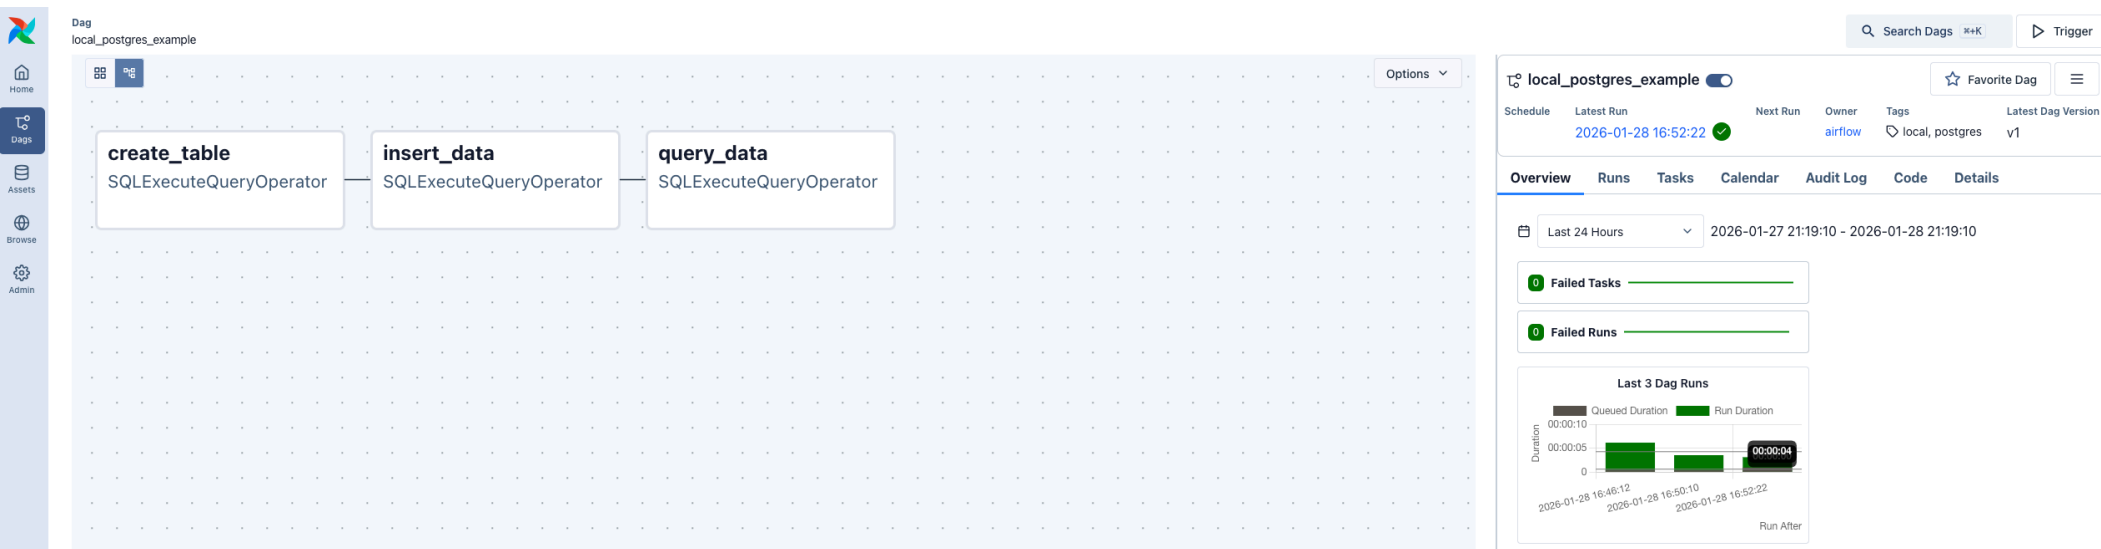 Dag
local_postgres_example
Search Dags ⌘+K
Trigger
Home
Dags
Assets
Browse
Admin
Options
create_table
SQLExecuteQueryOperator
insert_data
SQLExecuteQueryOperator
query_data
SQLExecuteQueryOperator
local_postgres_example
Favorite Dag
Schedule
Latest Run
2026-01-28 16:52:22
Next Run
Owner
airflow
Tags
local, postgres
Latest Dag Version
v1
Overview Runs Tasks Calendar Audit Log Code Details
Last 24 Hours 2026-01-27 21:19:10 - 2026-01-28 21:19:10
0 Failed Tasks
0 Failed Runs
Last 3 Dag Runs
Queued Duration Run Duration
Duration
00:00:10
00:00:05
0
00:00:04
2026-01-28 16:46:12
2026-01-28 16:50:10
2026-01-28 16:52:22
Run After